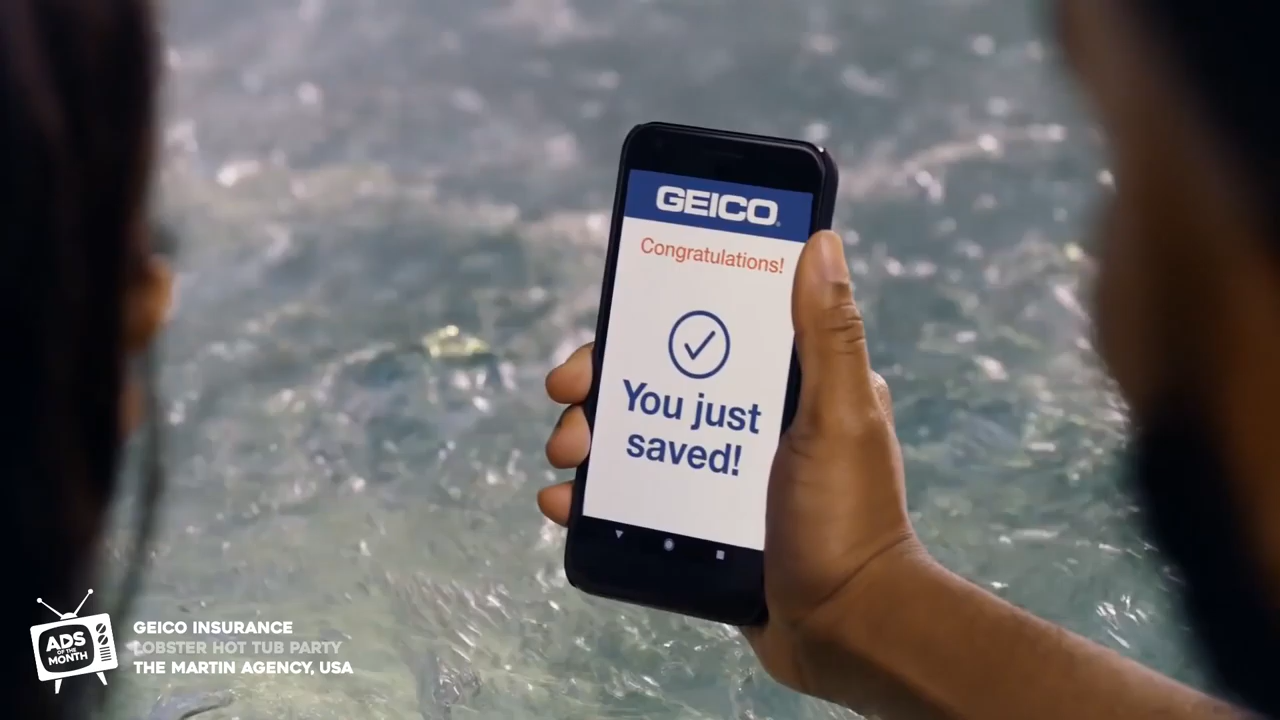 GEICO
Congratulations!
You just
saved!
ADS
OF THE
MONTH
GEICO INSURANCE
LOBSTER HOT TUB PARTY
THE MARTIN AGENCY, USA